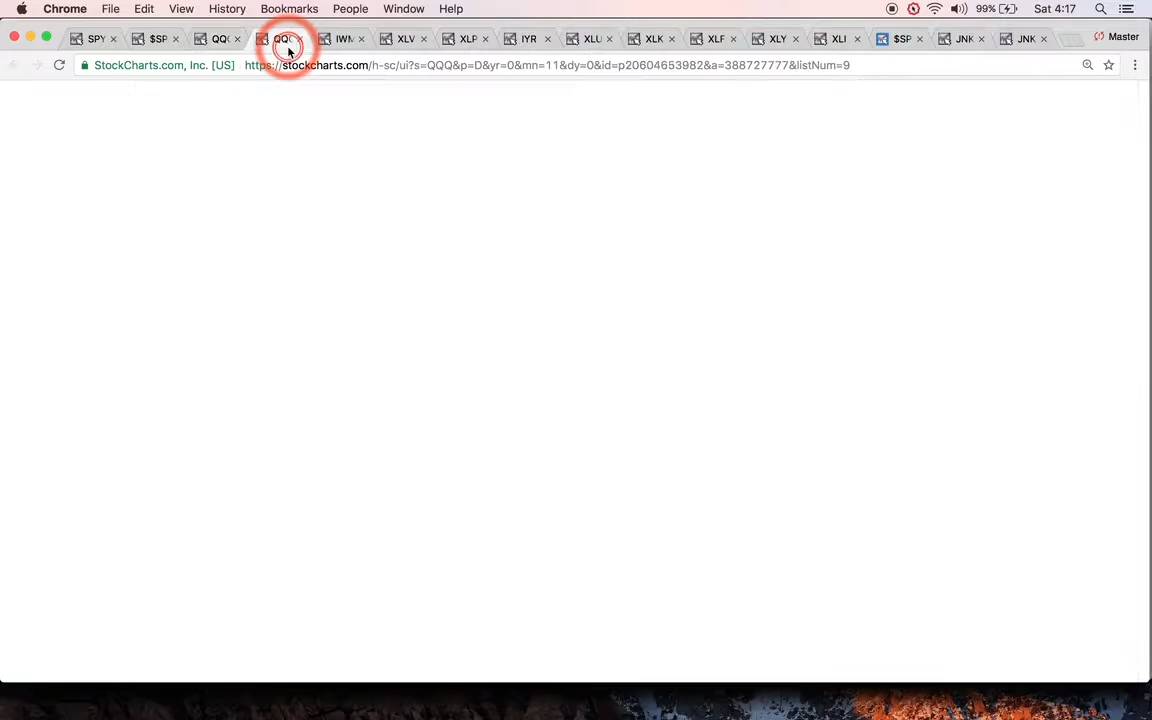 Chrome File Edit View History Bookmarks People Window Help 99% Sat 4:17
SPY $SP QQQ QQQ IWM XLV XLP IYR XLU XLK XLF XLY XLI $SP JNK JNK Master
StockCharts.com, Inc. [US] https://stockcharts.com/h-sc/ui?s=QQQ&p=D&yr=0&mn=11&dy=0&id=p20604653982&a=388727777&listNum=9